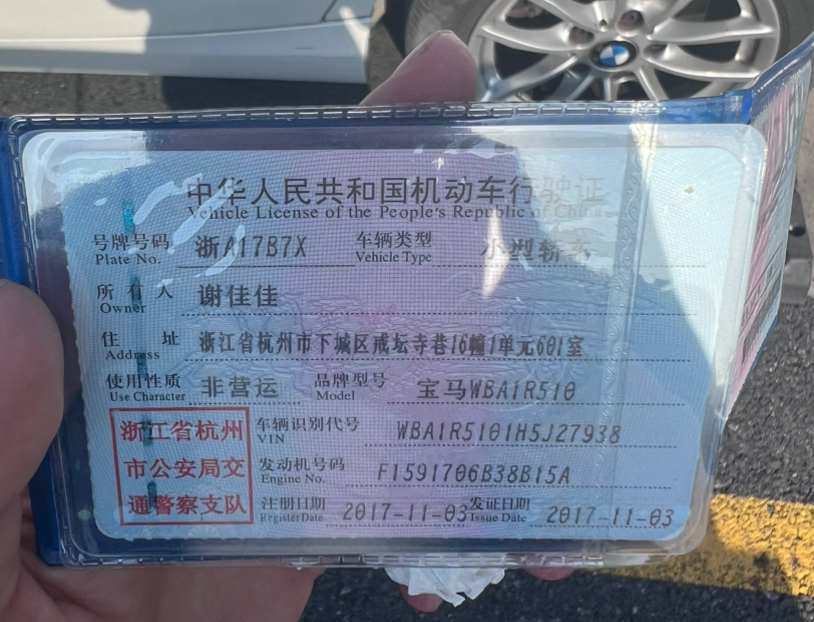 中华人民共和国机动车行驶证
Vehicle License of the People's Republic of China
号牌号码 浙A17B7X 车辆类型 小型轿车
Plate No. Vehicle Type
所有人 谢佳佳
Owner
住址 浙江省杭州市下城区戒坛寺巷16幢1单元601室
Address
使用性质 非营运 品牌型号 宝马WBA1R510
Use Character Model
浙江省杭州 车辆识别代号 WBA1R5101H5J27938
VIN
市公安局交 发动机号码 F1591706B38B15A
Engine No.
通警察支队 注册日期 2017-11-03 发证日期 2017-11-03
Register Date Issue Date